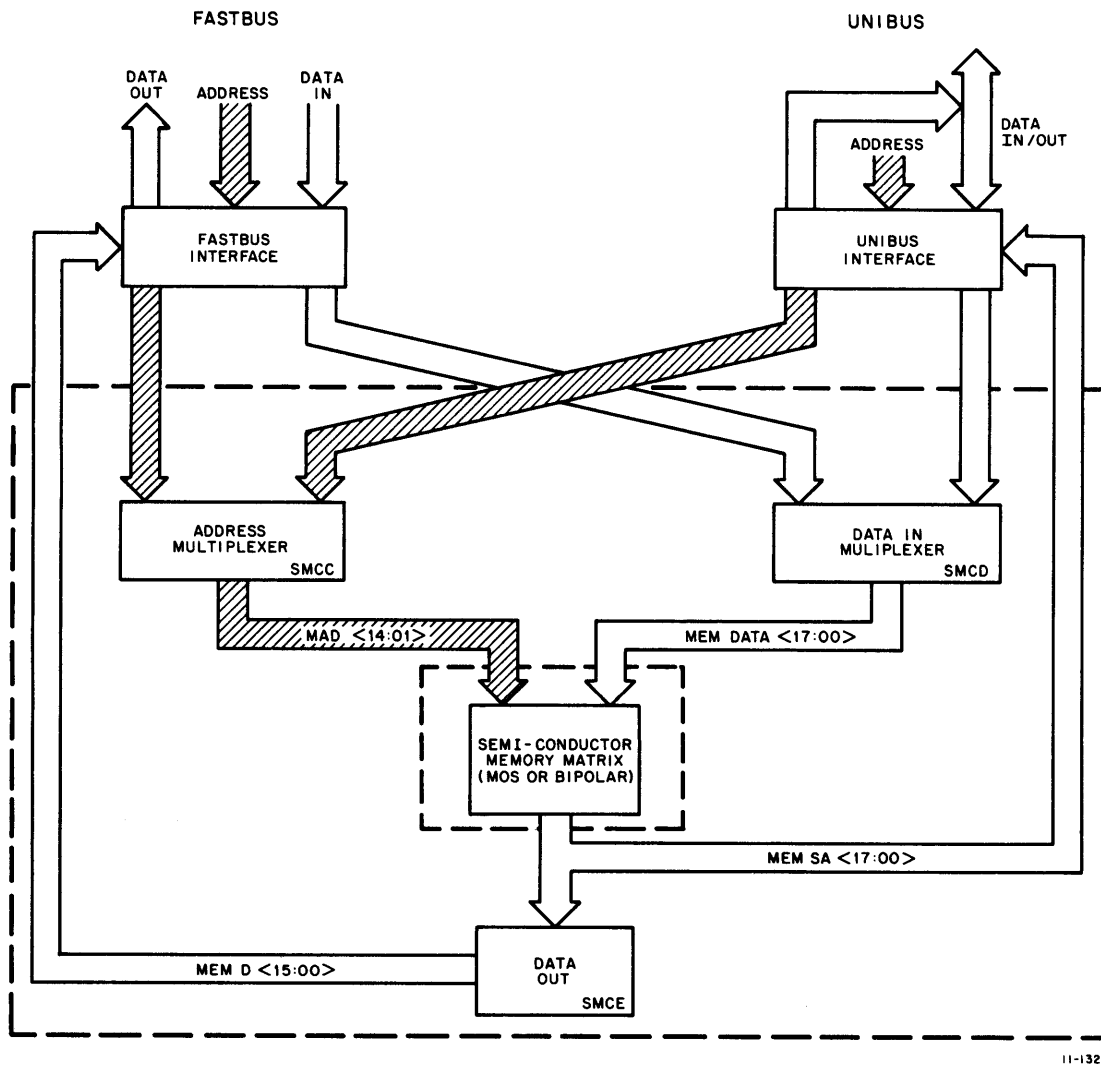 FASTBUS
UNIBUS
DATA
OUT
ADDRESS
DATA
IN
DATA
IN/OUT
ADDRESS
FASTBUS
INTERFACE
UNIBUS
INTERFACE
ADDRESS
MULTIPLEXER
SMCC
DATA IN
MULIPLEXER
SMCD
MAD <14:01>
MEM DATA <17:00>
SEMI-CONDUCTOR
MEMORY MATRIX
(MOS OR BIPOLAR)
MEM SA <17:00>
MEM D <15:00>
DATA
OUT
SMCE
11-132